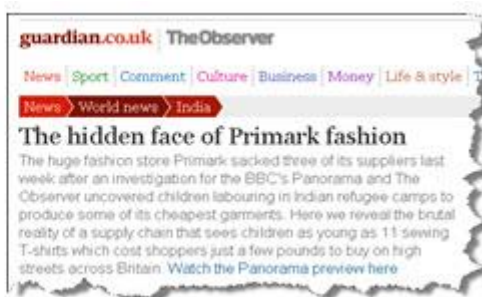 guardian.co.uk TheObserver
News Sport Comment Culture Business Money Life & style T
News World news India
The hidden face of Primark fashion
The huge fashion store Primark sacked three of its suppliers last
week after an investigation for the BBC's Panorama and The
Observer uncovered children labouring in Indian refugee camps to
produce some of its cheapest garments. Here we reveal the brutal
reality of a supply chain that sees children as young as 11 sewing
T-shirts which cost shoppers just a few pounds to buy on high
streets across Britain. Watch the Panorama preview here